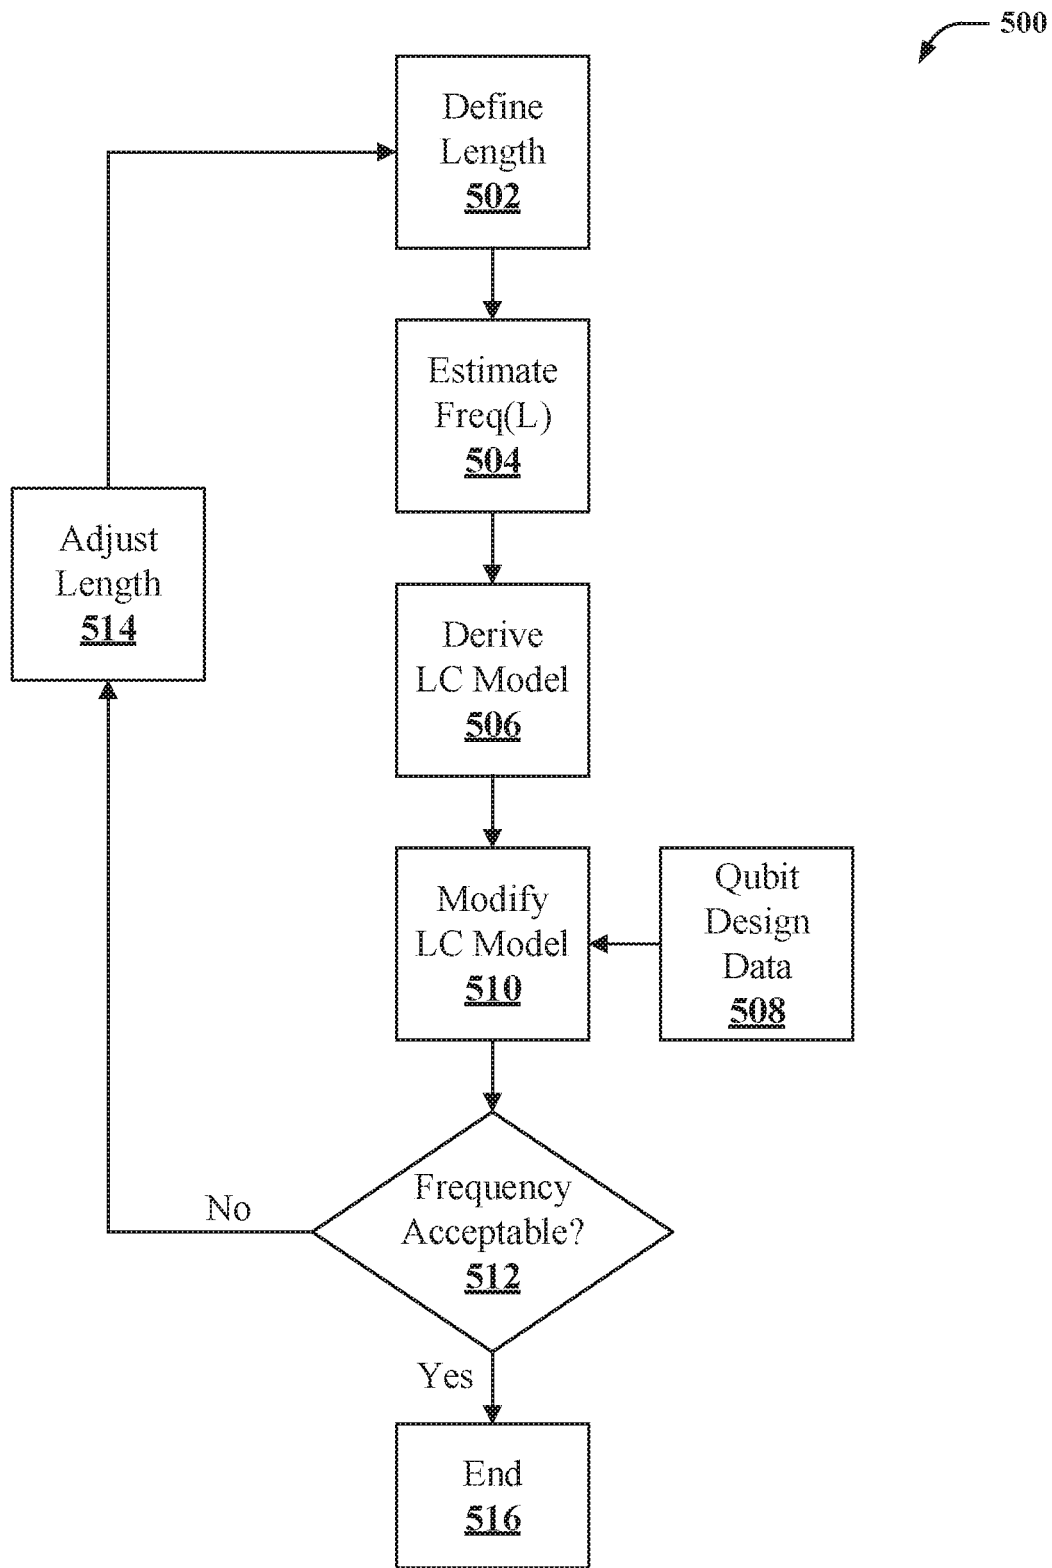 500
Define
Length
502
Estimate
Freq(L)
504
Adjust
Length
514
Derive
LC Model
506
Modify
LC Model
510
Qubit
Design
Data
508
No
Frequency
Acceptable?
512
Yes
End
516